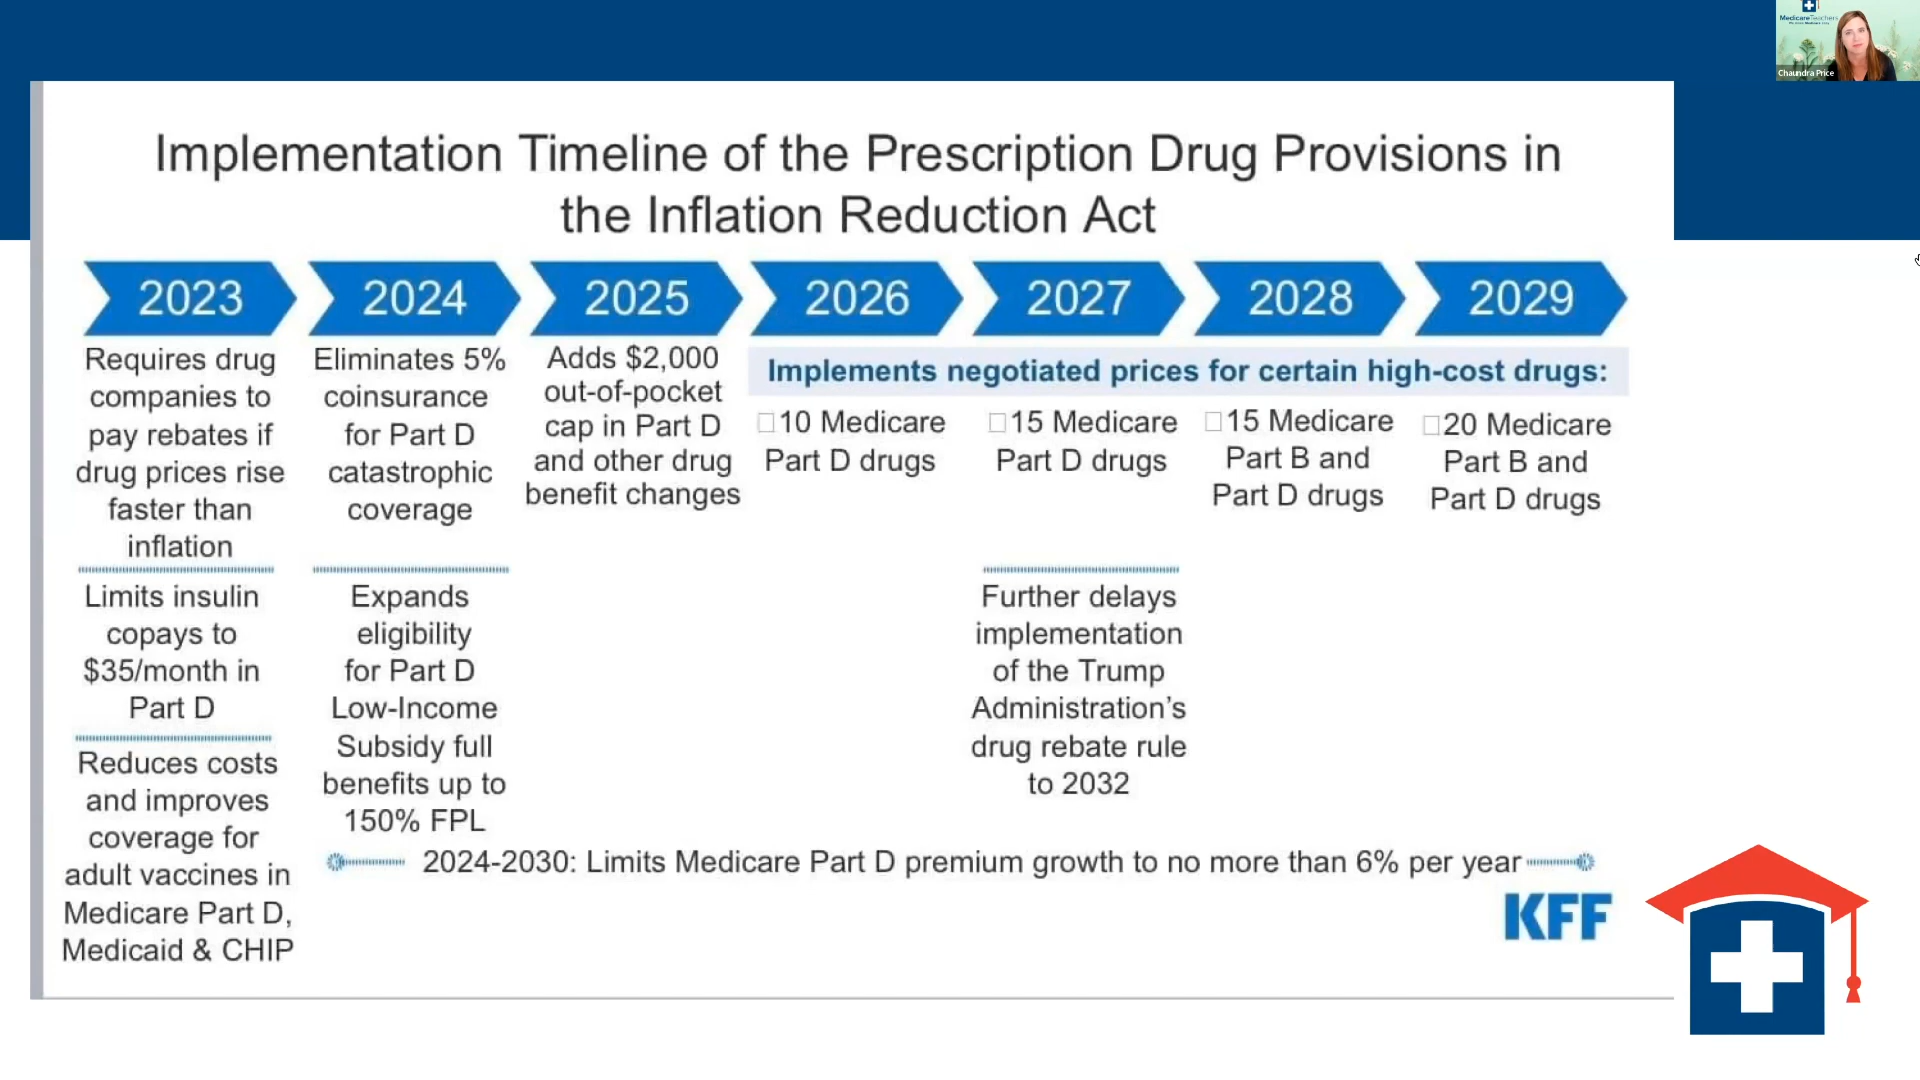 MedicareTeachers
Chaundra Price
Implementation Timeline of the Prescription Drug Provisions in
the Inflation Reduction Act
2023
Requires drug
companies to
pay rebates if
drug prices rise
faster than
inflation
Limits insulin
copays to
$35/month in
Part D
Reduces costs
and improves
coverage for
adult vaccines in
Medicare Part D,
Medicaid & CHIP
2024
Eliminates 5%
coinsurance
for Part D
catastrophic
coverage
Expands
eligibility
for Part D
Low-Income
Subsidy full
benefits up to
150% FPL
2025
Adds $2,000
out-of-pocket
cap in Part D
and other drug
benefit changes
2026
2027
2028
2029
Implements negotiated prices for certain high-cost drugs:
10 Medicare
Part D drugs
15 Medicare
Part D drugs
Further delays
implementation
of the Trump
Administration’s
drug rebate rule
to 2032
15 Medicare
Part B and
Part D drugs
20 Medicare
Part B and
Part D drugs
2024-2030: Limits Medicare Part D premium growth to no more than 6% per year
KFF